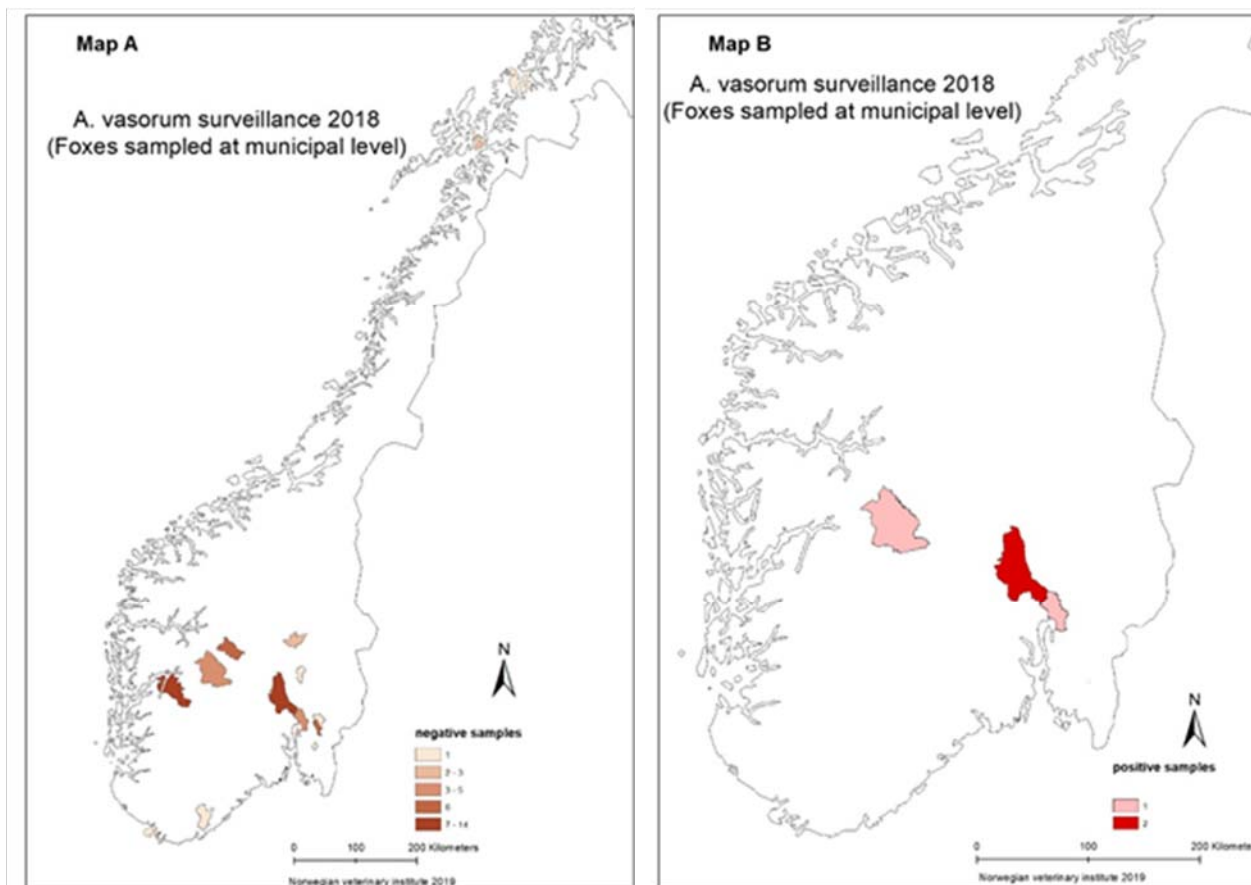 Map A
A. vasorum surveillance 2018
(Foxes sampled at municipal level)
N
negative samples
1
2 - 3
3 - 5
6
7 - 14
0 100 200 Kilometers
Norwegian veterinary institute 2019
Map B
A. vasorum surveillance 2018
(Foxes sampled at municipal level)
N
positive samples
1
2
0 100 200 Kilometers
Norwegian veterinary institute 2019